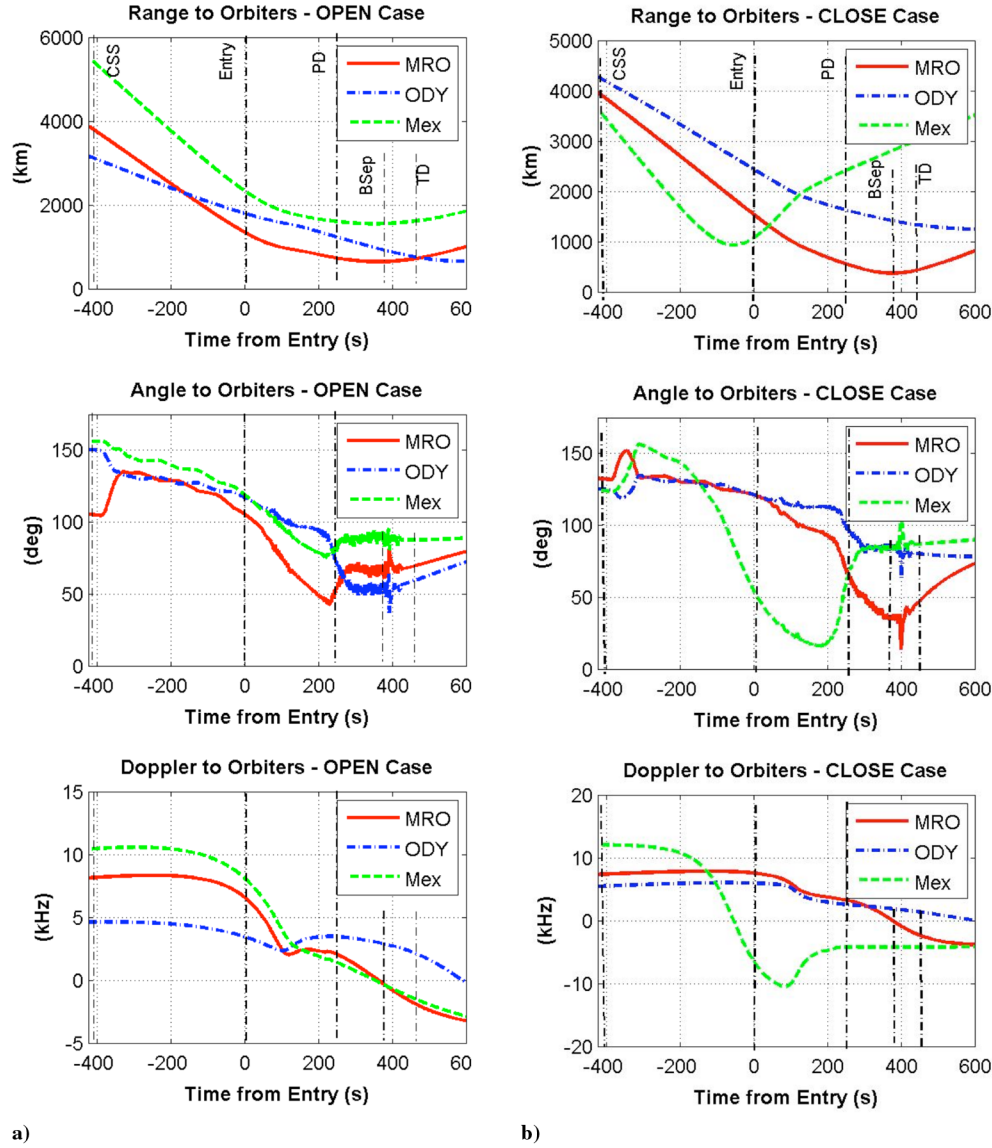 Range to Orbiters - OPEN Case
6000
4000
2000
0
(km)
CSS
Entry
PD
BSep
TD
MRO
ODY
Mex
-400 -200 0 200 400 60
Time from Entry (s)
Range to Orbiters - CLOSE Case
5000
4000
3000
2000
1000
0
(km)
CSS
Entry
PD
BSep
TD
MRO
ODY
Mex
-400 -200 0 200 400 600
Time from Entry (s)
Angle to Orbiters - OPEN Case
150
100
50
0
(deg)
MRO
ODY
Mex
-400 -200 0 200 400 60
Time from Entry (s)
Angle to Orbiters - CLOSE Case
150
100
50
0
(deg)
MRO
ODY
Mex
-400 -200 0 200 400 600
Time from Entry (s)
Doppler to Orbiters - OPEN Case
15
10
5
0
-5
(kHz)
MRO
ODY
Mex
-400 -200 0 200 400 60
Time from Entry (s)
Doppler to Orbiters - CLOSE Case
20
10
0
-10
-20
(kHz)
MRO
ODY
Mex
-400 -200 0 200 400 600
Time from Entry (s)
a)
b)